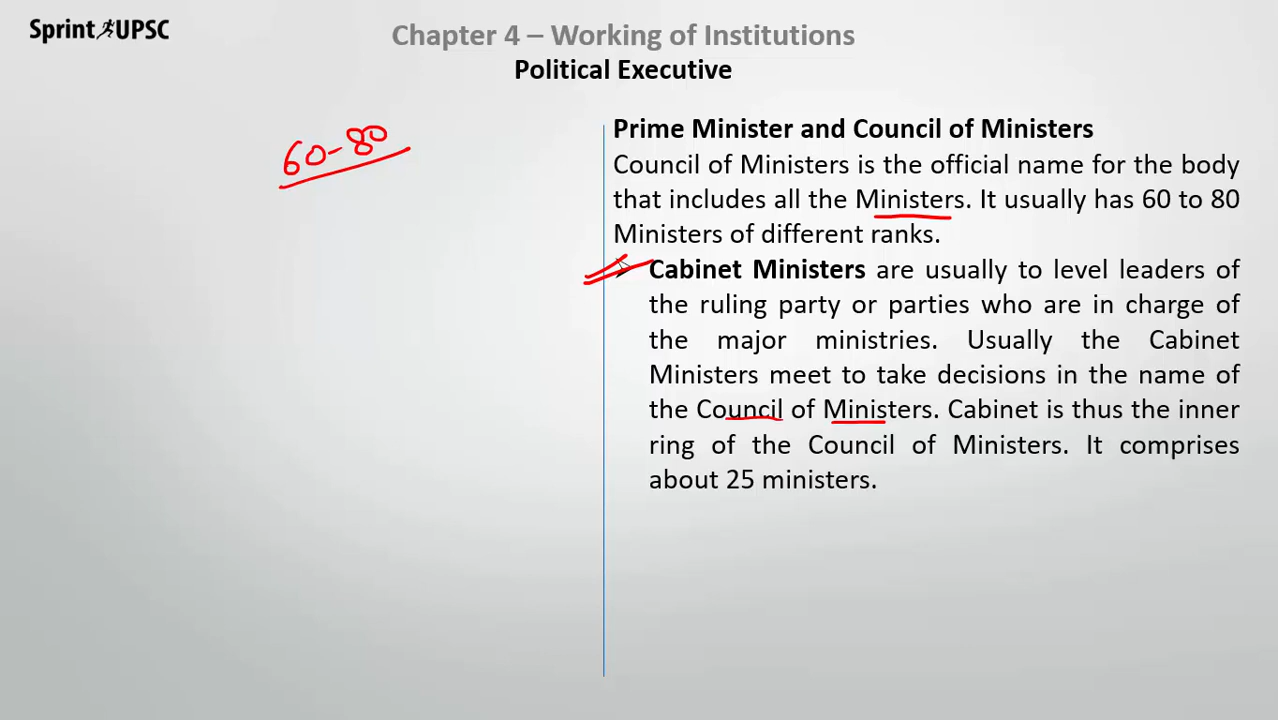 Sprint UPSC
Chapter 4 – Working of Institutions
Political Executive
60-80
Prime Minister and Council of Ministers
Council of Ministers is the official name for the body
that includes all the Ministers. It usually has 60 to 80
Ministers of different ranks.
Cabinet Ministers are usually to level leaders of
the ruling party or parties who are in charge of
the major ministries. Usually the Cabinet
Ministers meet to take decisions in the name of
the Council of Ministers. Cabinet is thus the inner
ring of the Council of Ministers. It comprises
about 25 ministers.